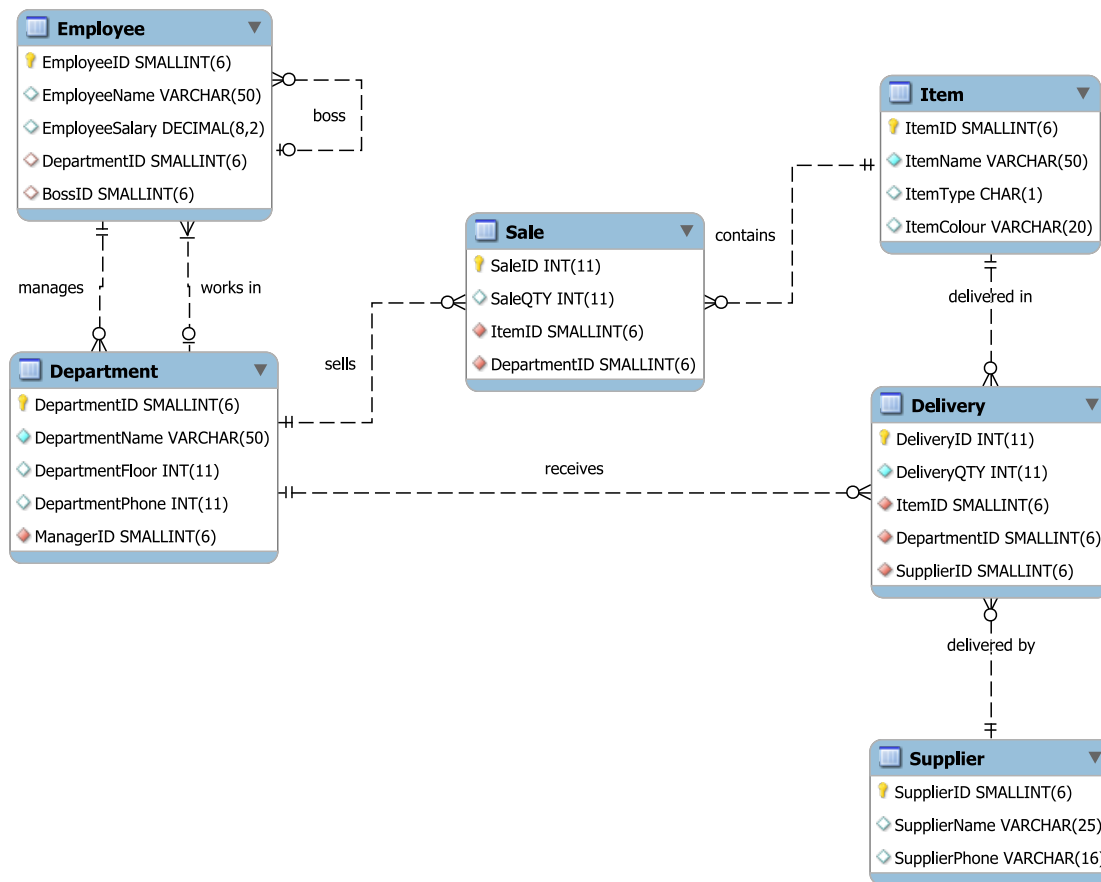 Employee
EmployeeID SMALLINT(6)
EmployeeName VARCHAR(50)
EmployeeSalary DECIMAL(8,2)
DepartmentID SMALLINT(6)
BossID SMALLINT(6)
boss
manages
works in
Department
DepartmentID SMALLINT(6)
DepartmentName VARCHAR(50)
DepartmentFloor INT(11)
DepartmentPhone INT(11)
ManagerID SMALLINT(6)
sells
receives
Sale
SaleID INT(11)
SaleQTY INT(11)
ItemID SMALLINT(6)
DepartmentID SMALLINT(6)
contains
Item
ItemID SMALLINT(6)
ItemName VARCHAR(50)
ItemType CHAR(1)
ItemColour VARCHAR(20)
delivered in
Delivery
DeliveryID INT(11)
DeliveryQTY INT(11)
ItemID SMALLINT(6)
DepartmentID SMALLINT(6)
SupplierID SMALLINT(6)
delivered by
Supplier
SupplierID SMALLINT(6)
SupplierName VARCHAR(25)
SupplierPhone VARCHAR(16)